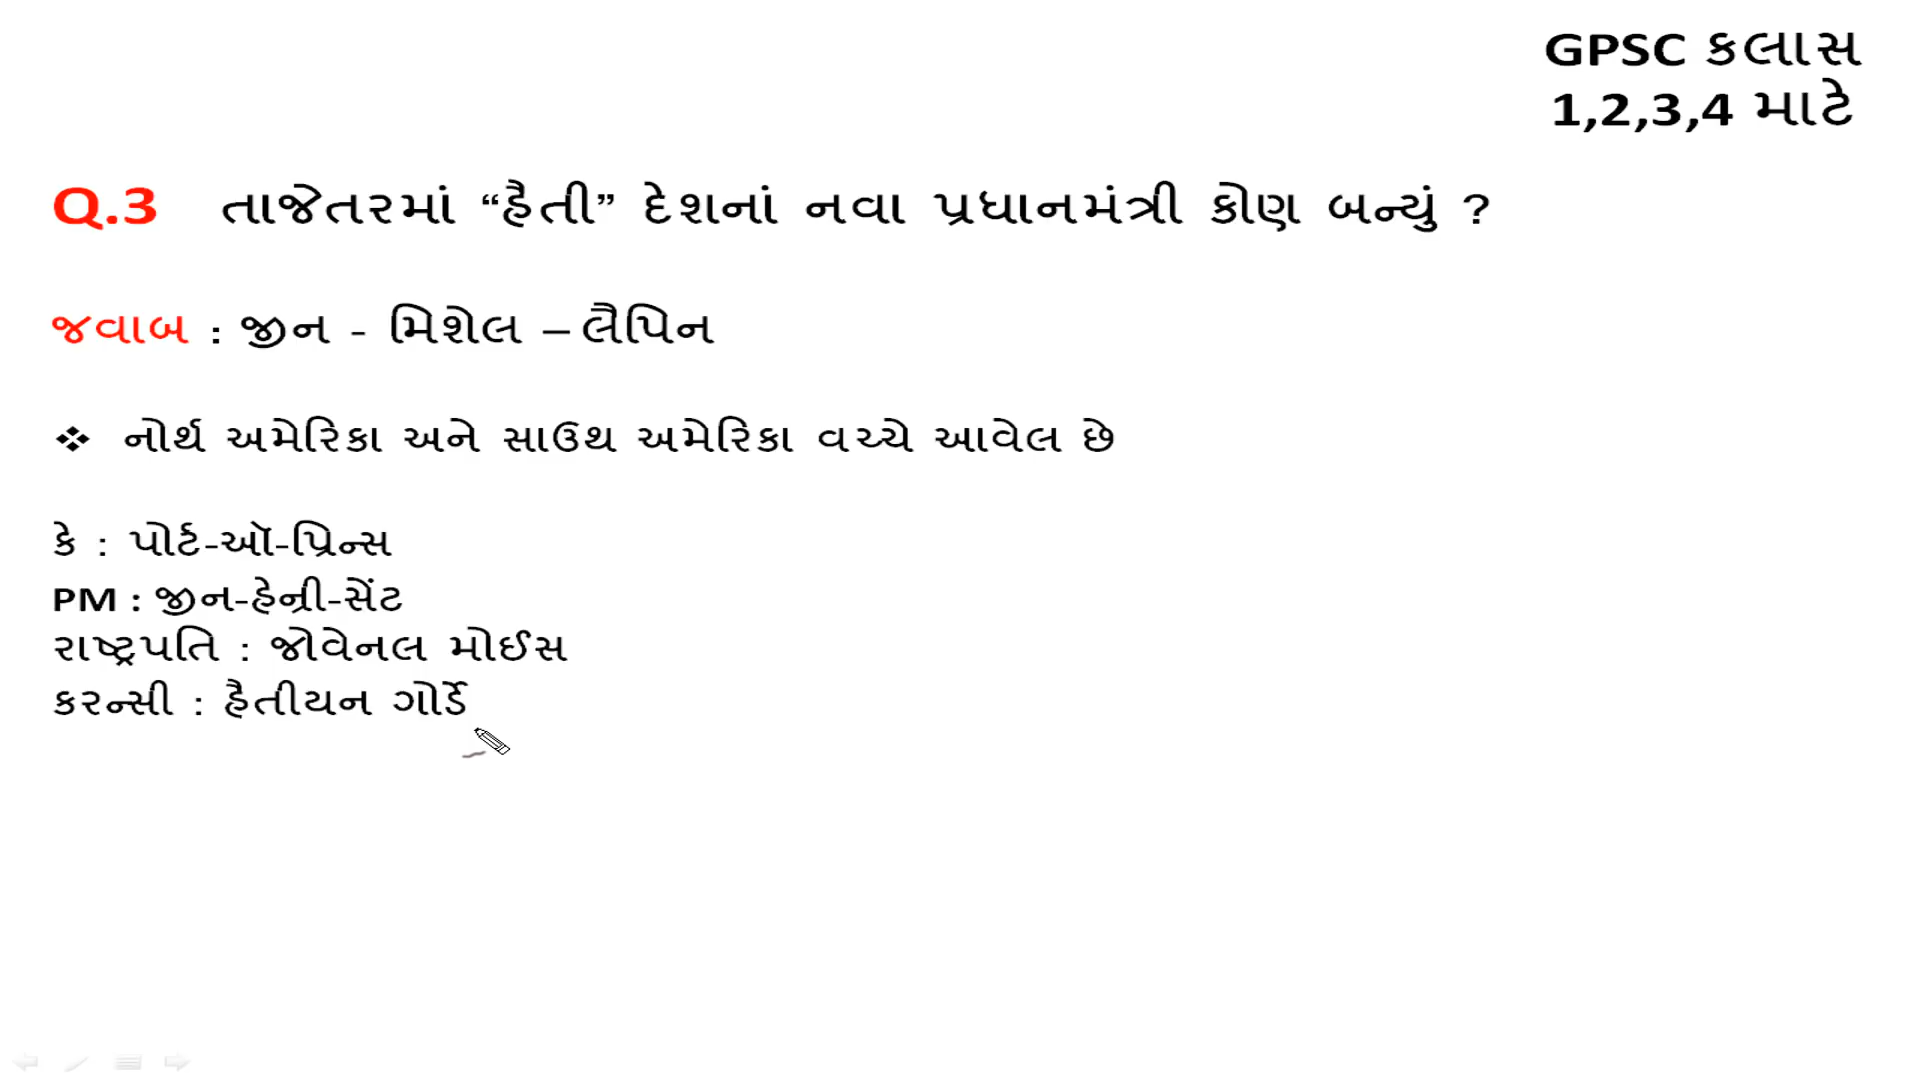 GPSC કલાસ
1,2,3,4 માટે
Q.3 તાજેતરમાં “હૈતી” દેશનાં નવા પ્રધાનમંત્રી કોણ બન્યું ?
જવાબ : જીન - મિશેલ – લૈપિન
❖ નોર્થ અમેરિકા અને સાઉથ અમેરિકા વચ્ચે આવેલ છે
કે : પોર્ટ-ઑ-પ્રિન્સ
PM : જીન-હેન્રી-સેંટ
રાષ્ટ્રપતિ : જોવેનલ મોઈસ
કરન્સી : હૈતીયન ગોર્ડે